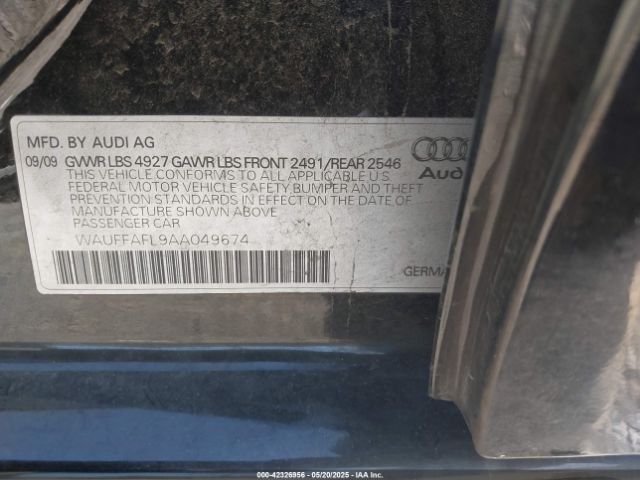 MFD. BY AUDI AG
09/09 GVWR LBS 4927 GAWR LBS FRONT 2491/REAR 2546
THIS VEHICLE CONFORMS TO ALL APPLICABLE U.S
FEDERAL MOTOR VEHICLE SAFETY BUMPER AND THEFT
PREVENTION STANDARDS IN EFFECT ON THE DATE OF
MANUFACTURE SHOWN ABOVE
PASSENGER CAR
WAUFFAFL9AA049674
Aud
GERMA
000-42326956 - 05/20/2025 - IAA Inc.